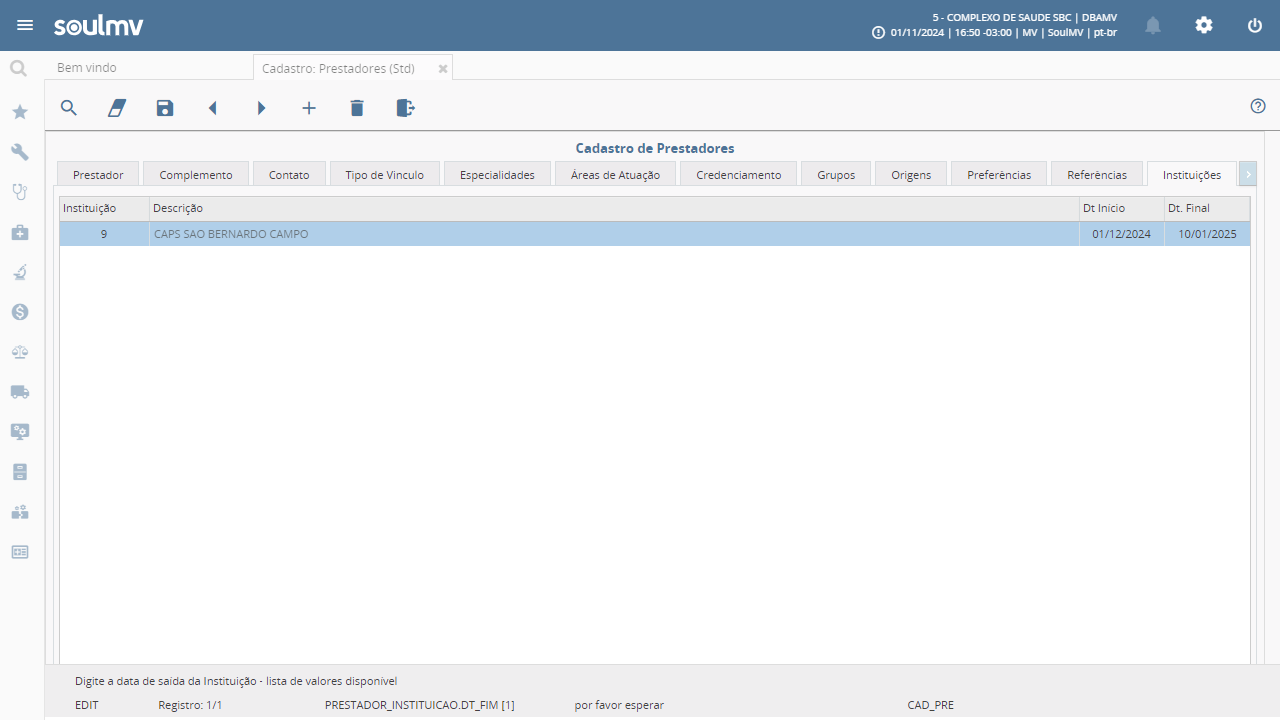 soulmv
5 - COMPLEXO DE SAUDE SBC | DBAMV
01/11/2024 | 16:50 -03:00 | MV | SoulMV | pt-br
Bem vindo
Cadastro: Prestadores (Std)
Cadastro de Prestadores
Prestador Complemento Contato Tipo de Vinculo Especialidades Áreas de Atuação Credenciamento Grupos Origens Preferências Referências Instituições
Instituição Descrição Dt Início Dt. Final
9 CAPS SAO BERNARDO CAMPO 01/12/2024 10/01/2025
Digite a data de saída da Instituição - lista de valores disponível
EDIT Registro: 1/1 PRESTADOR_INSTITUICAO.DT_FIM [1] por favor esperar CAD_PRE